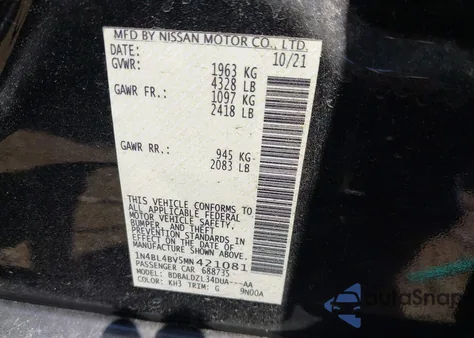 MFD BY NISSAN MOTOR CO., LTD.
DATE: 10/21
GVWR: 1963 KG
4328 LB
GAWR FR.: 1097 KG
2418 LB
GAWR RR.: 945 KG
2083 LB
THIS VEHICLE CONFORMS TO
ALL APPLICABLE FEDERAL
MOTOR VEHICLE SAFETY,
BUMPER, AND THEFT
PREVENTION STANDARDS IN
EFFECT ON THE DATE OF
MANUFACTURE SHOWN ABOVE.
1N4BL4BV5MN421081
PASSENGER CAR 688735
MODEL: BDBALDZL34DUA----AA
COLOR: KH3 TRIM: G 9N00A
AutoSnap